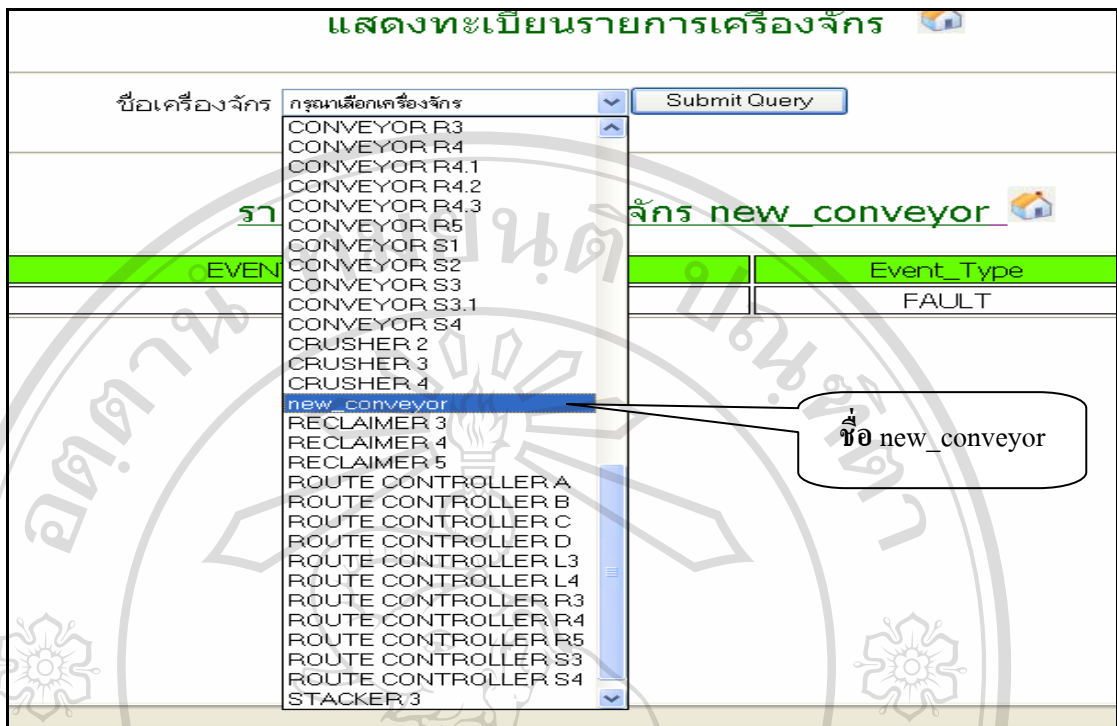 แสดงทะเบียนรายการเครื่องจักร
ชื่อเครื่องจักร กรุณาเลือกเครื่องจักร Submit Query
CONVEYOR R3
CONVEYOR R4
CONVEYOR R4.1
CONVEYOR R4.2
CONVEYOR R4.3
CONVEYOR R5
CONVEYOR S1
CONVEYOR S2
CONVEYOR S3
CONVEYOR S3.1
CONVEYOR S4
CRUSHER 2
CRUSHER 3
CRUSHER 4
new_conveyor
RECLAIMER 3
RECLAIMER 4
RECLAIMER 5
ROUTE CONTROLLER A
ROUTE CONTROLLER B
ROUTE CONTROLLER C
ROUTE CONTROLLER D
ROUTE CONTROLLER L3
ROUTE CONTROLLER L4
ROUTE CONTROLLER R3
ROUTE CONTROLLER R4
ROUTE CONTROLLER R5
ROUTE CONTROLLER S3
ROUTE CONTROLLER S4
STACKER 3
รา จักร new_conveyor
EVEN Event_Type
FAULT
ชื่อ new_conveyor